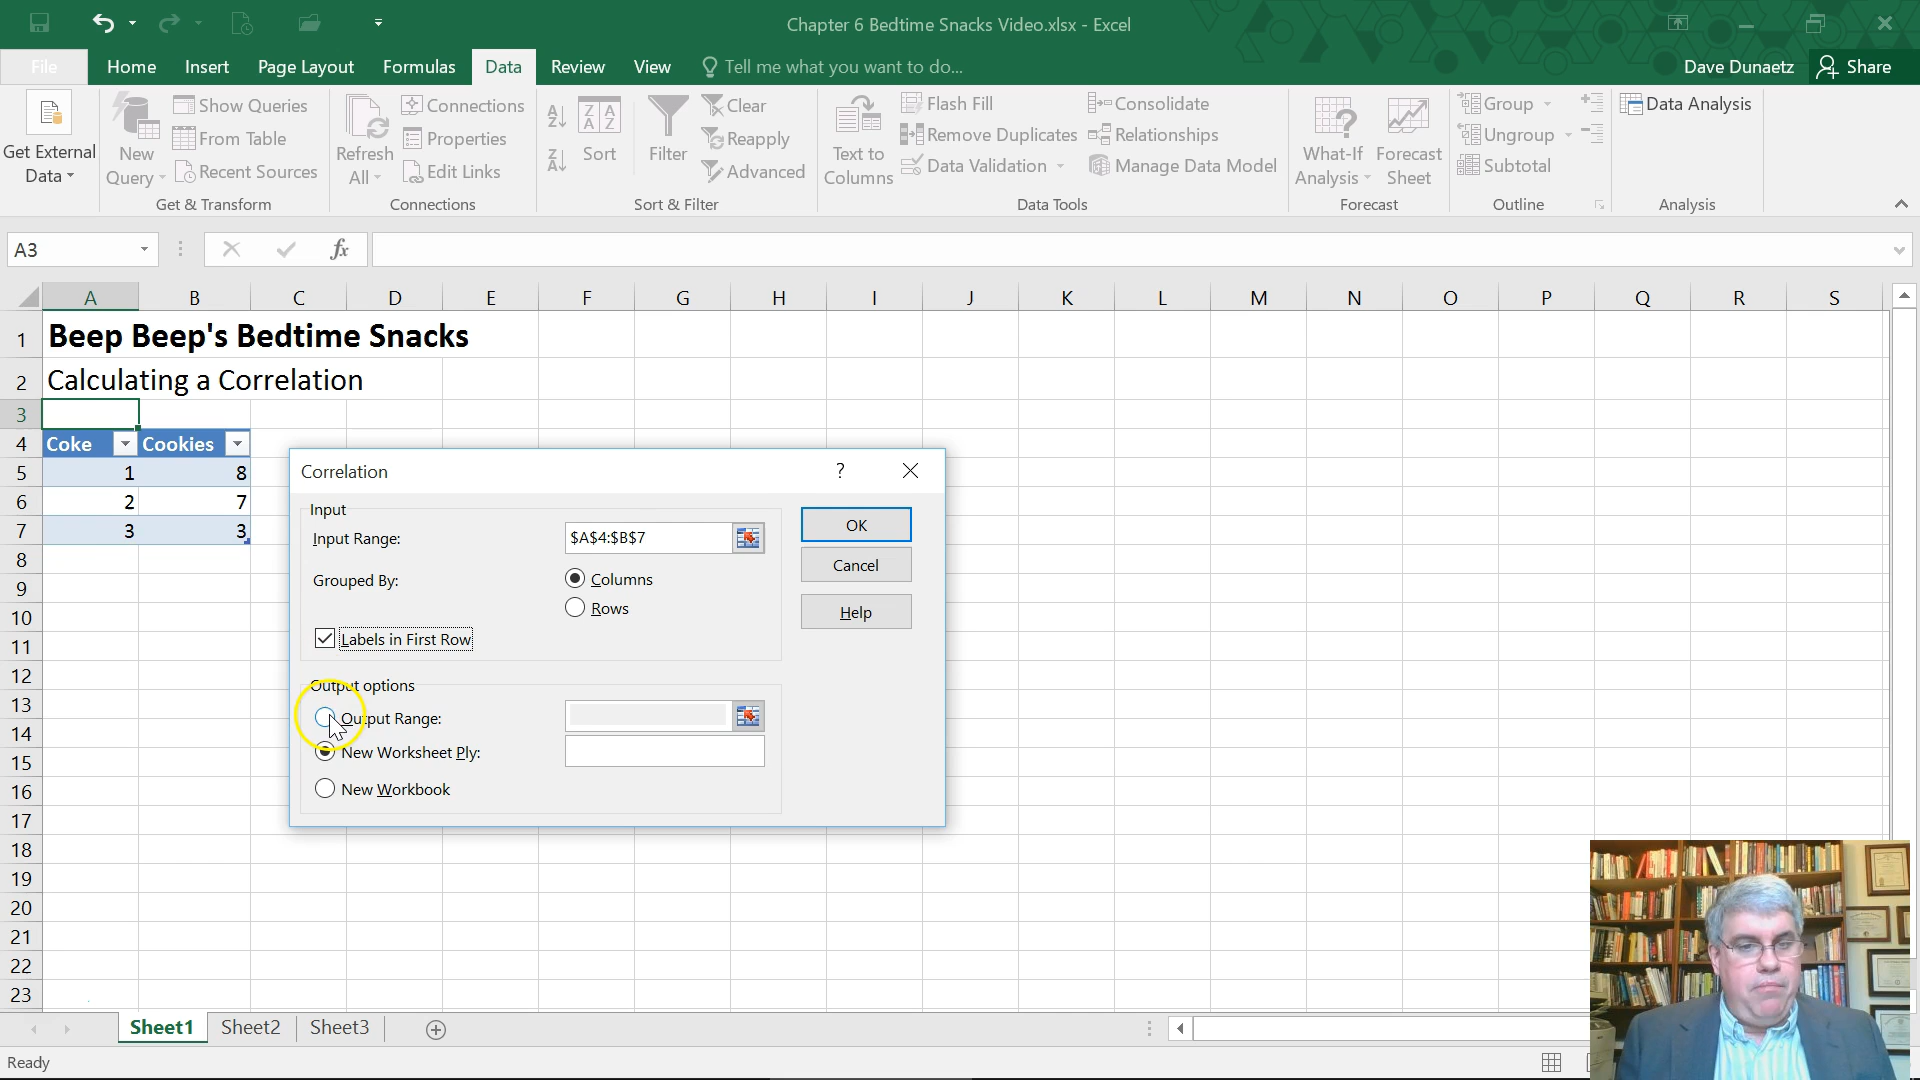 Chapter 6 Bedtime Snacks Video.xlsx - Excel
File Home Insert Page Layout Formulas Data Review View Tell me what you want to do... Dave Dunaetz Share
Get External Data
New Query
Show Queries
From Table
Recent Sources
Get & Transform
Refresh All
Connections
Properties
Edit Links
Connections
Sort
Filter
Clear
Reapply
Advanced
Sort & Filter
Text to Columns
Flash Fill
Remove Duplicates
Data Validation
Consolidate
Relationships
Manage Data Model
Data Tools
What-If Analysis
Forecast Sheet
Forecast
Group
Ungroup
Subtotal
Outline
Data Analysis
Analysis
A3 fx
A B C D E F G H I J K L M N O P Q R S
1 Beep Beep's Bedtime Snacks
2 Calculating a Correlation
3
4 Coke Cookies
5 1 8
6 2 7
7 3 3
8
9
10
11
12
13
14
15
16
17
18
19
20
21
22
23
Correlation ?
Input
Input Range: $A$4:$B$7
Grouped By: Columns
Rows
Labels in First Row
OK
Cancel
Help
Output options
Output Range:
New Worksheet Ply:
New Workbook
Sheet1 Sheet2 Sheet3
Ready